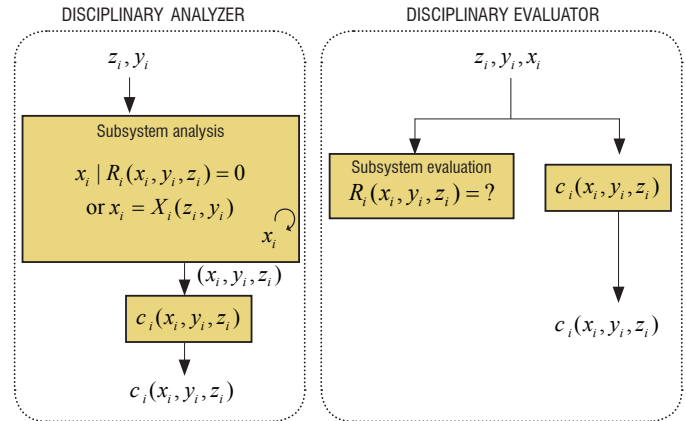 DISCIPLINARY ANALYZER
z_i, y_i
Subsystem analysis
x_i | R_i(x_i, y_i, z_i) = 0
or x_i = X_i(z_i, y_i)
x_i
(x_i, y_i, z_i)
c_i(x_i, y_i, z_i)
c_i(x_i, y_i, z_i)
DISCIPLINARY EVALUATOR
z_i, y_i, x_i
Subsystem evaluation
R_i(x_i, y_i, z_i) = ?
c_i(x_i, y_i, z_i)
c_i(x_i, y_i, z_i)